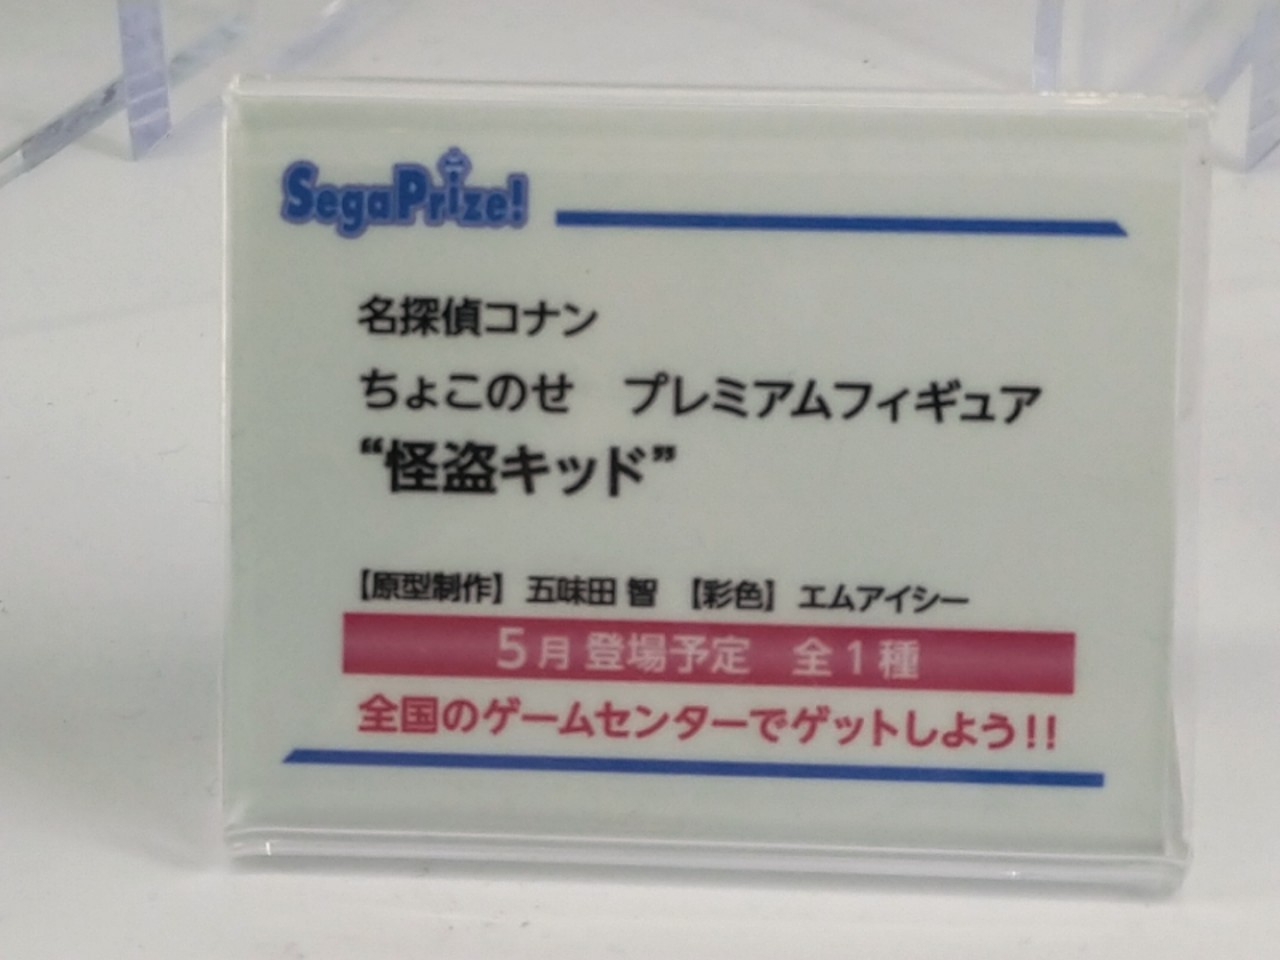 SegaPrize!
名探偵コナン
ちょこのせ　プレミアムフィギュア
“怪盗キッド”
【原型制作】 五味田 智 【彩色】 エムアイシー
5月登場予定　全1種
全国のゲームセンターでゲットしよう!!